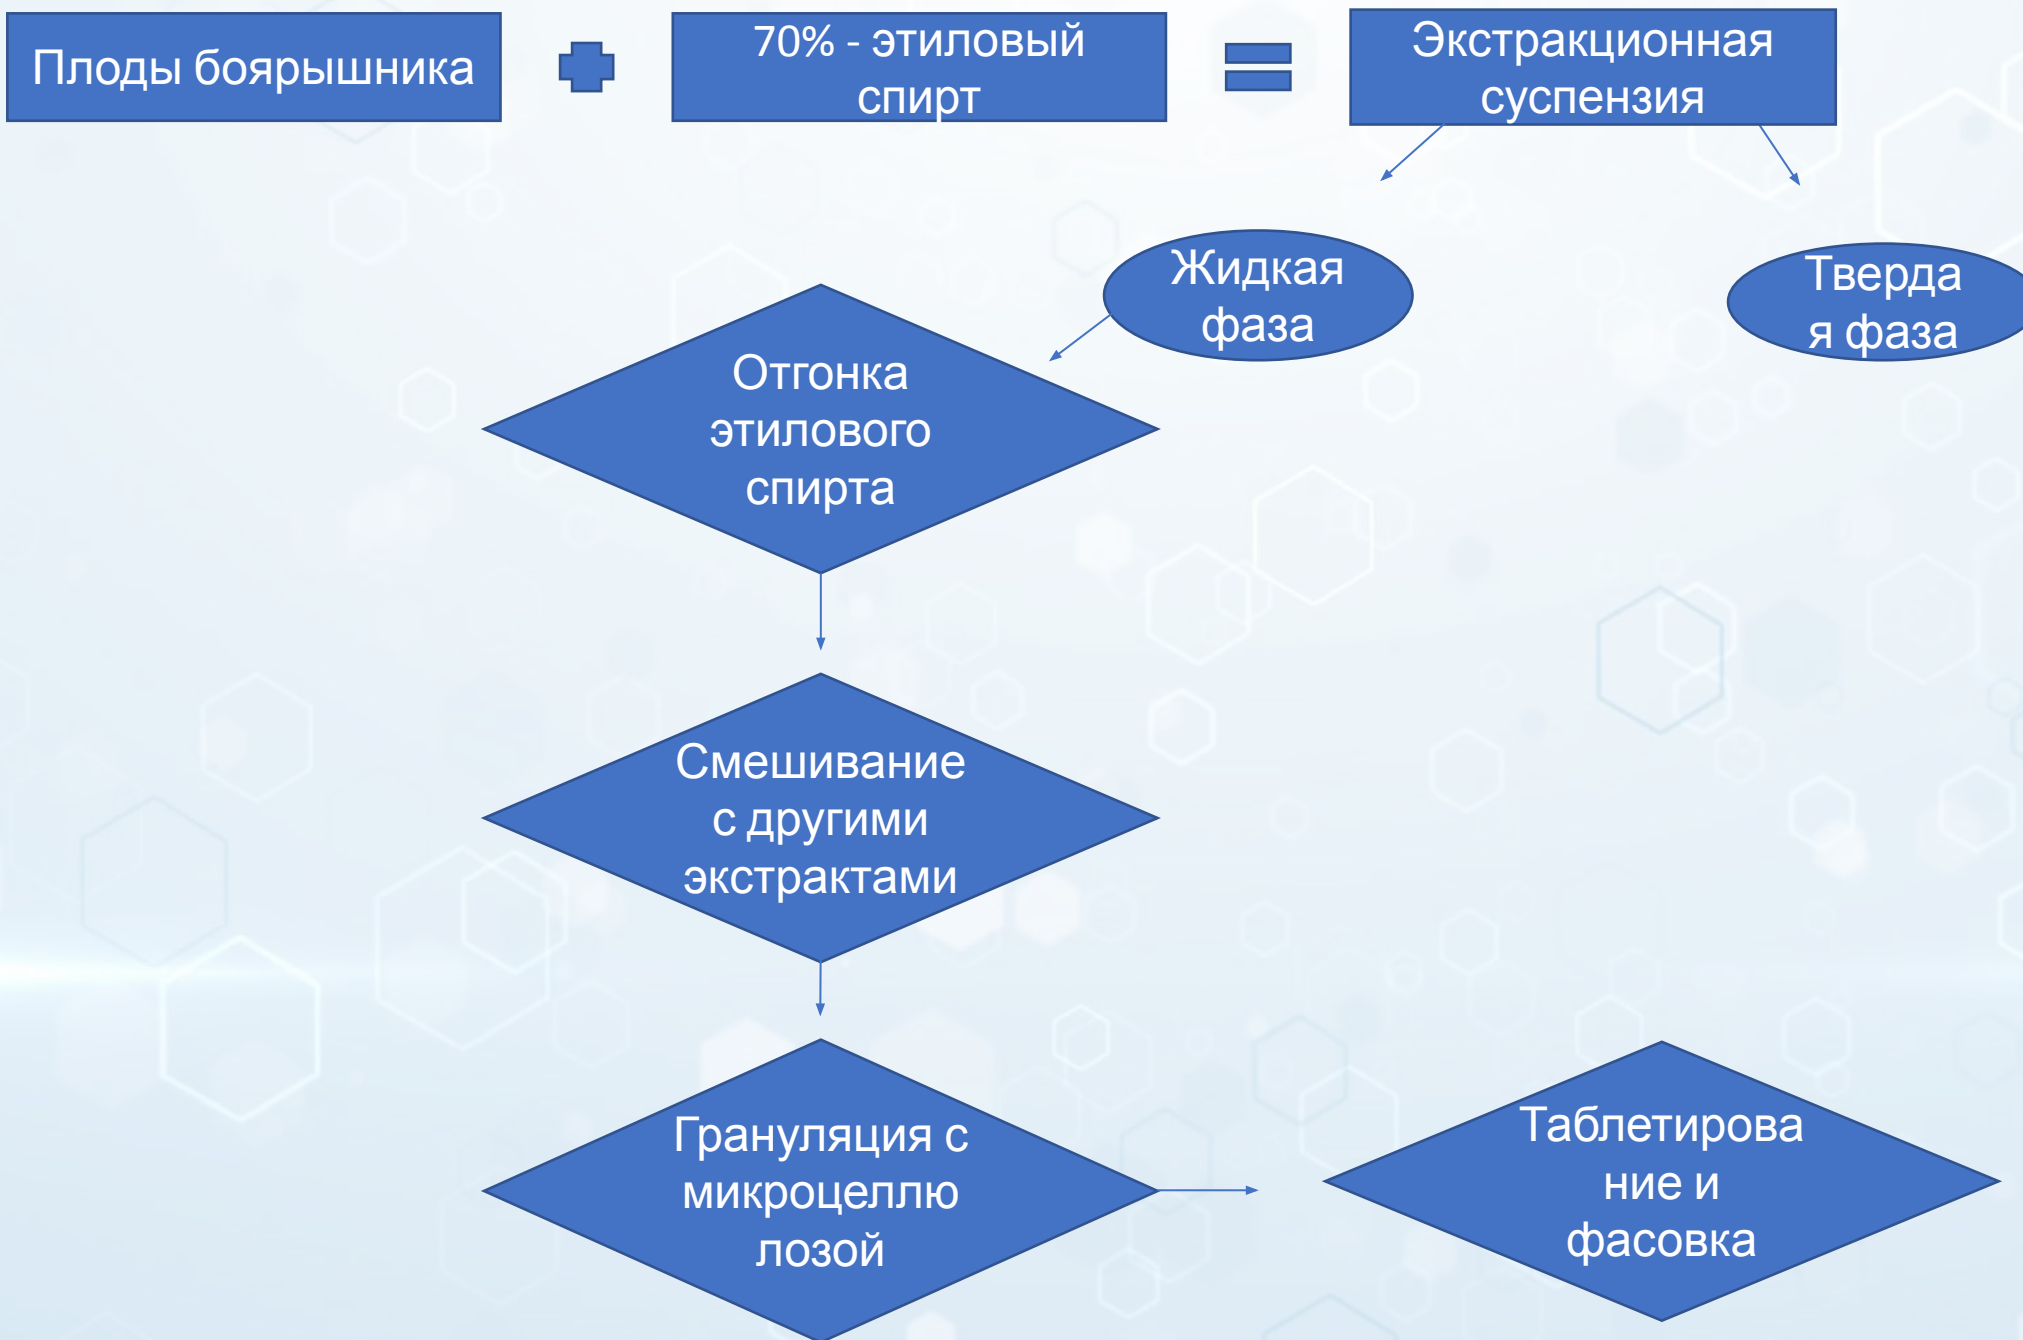 Плоды боярышника
70% - этиловый
спирт
Экстракционная
суспензия
Жидкая
фаза
Тверда
я фаза
Отгонка
этилового
спирта
Смешивание
с другими
экстрактами
Грануляция с
микроцеллю
лозой
Таблетирова
ние и
фасовка